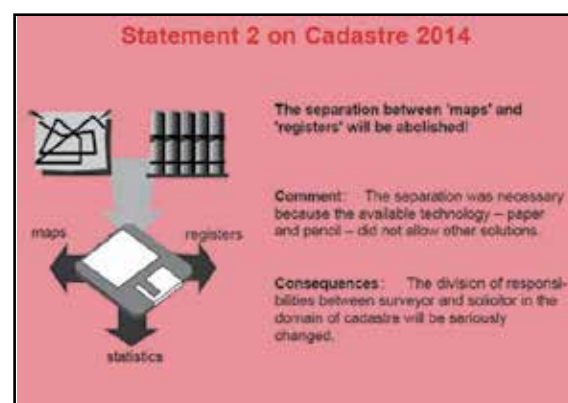 Statement 2 on Cadastre 2014
The separation between 'maps' and
'registers' will be abolished!
Comment: The separation was necessary
because the available technology – paper
and pencil – did not allow other solutions.
maps
registers
Consequences: The division of responsi-
bilities between surveyor and solicitor in the
domain of cadastre will be seriously
changed.
statistics